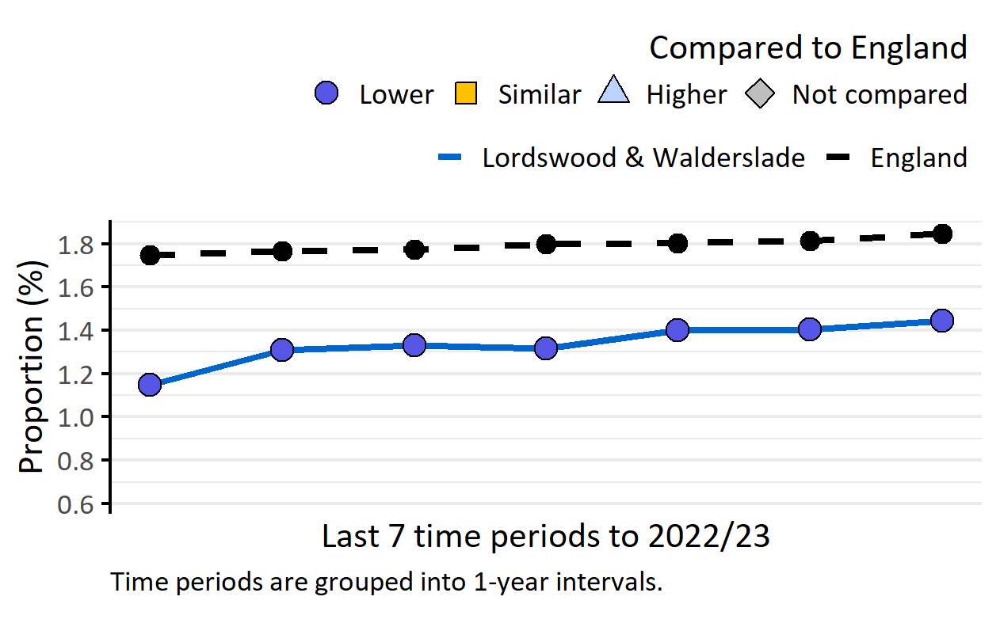 Compared to England
Lower Similar Higher Not compared
Lordswood & Walderslade England
Proportion (%)
1.8
1.6
1.4
1.2
1.0
0.8
0.6
Last 7 time periods to 2022/23
Time periods are grouped into 1-year intervals.